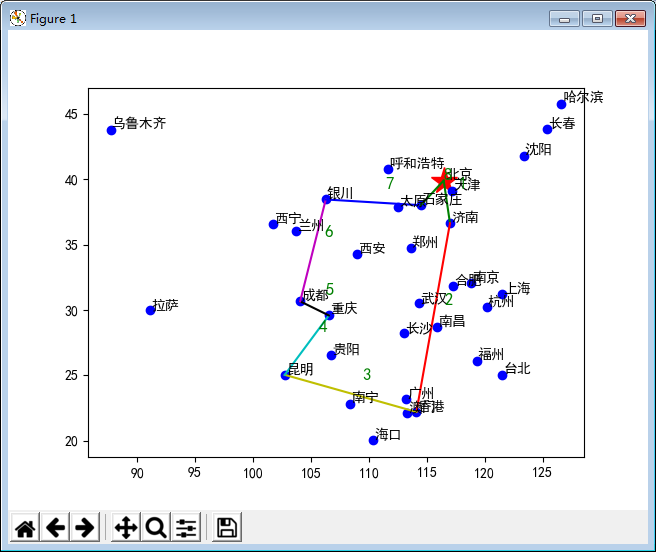 Figure 1
哈尔滨
长春
乌鲁木齐
沈阳
呼和浩特
北京
天津
7
银川
太原
石家庄
西宁
兰州
济南
6
西安
郑州
成都
5
合肥
南京
上海
拉萨
重庆
武汉
2
杭州
4
长沙
南昌
贵阳
福州
昆明
3
台北
南宁
广州
澳门
香港
海口
45
40
35
30
25
20
90
95
100
105
110
115
120
125